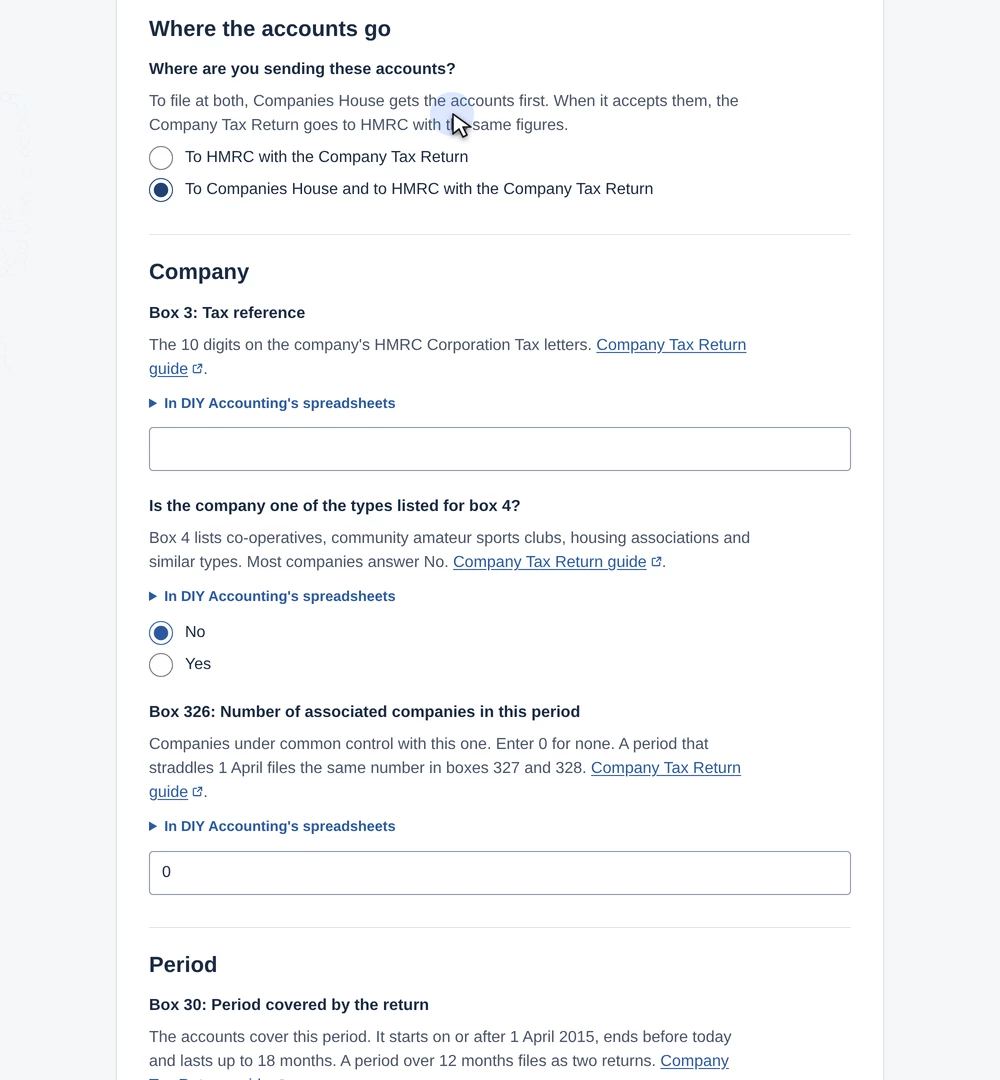 Where the accounts go
Where are you sending these accounts?
To file at both, Companies House gets the accounts first. When it accepts them, the
Company Tax Return goes to HMRC with the same figures.
To HMRC with the Company Tax Return
To Companies House and to HMRC with the Company Tax Return
Company
Box 3: Tax reference
The 10 digits on the company's HMRC Corporation Tax letters. Company Tax Return
guide.
In DIY Accounting's spreadsheets
Is the company one of the types listed for box 4?
Box 4 lists co-operatives, community amateur sports clubs, housing associations and
similar types. Most companies answer No. Company Tax Return guide.
In DIY Accounting's spreadsheets
No
Yes
Box 326: Number of associated companies in this period
Companies under common control with this one. Enter 0 for none. A period that
straddles 1 April files the same number in boxes 327 and 328. Company Tax Return
guide.
In DIY Accounting's spreadsheets
0
Period
Box 30: Period covered by the return
The accounts cover this period. It starts on or after 1 April 2015, ends before today
and lasts up to 18 months. A period over 12 months files as two returns. Company